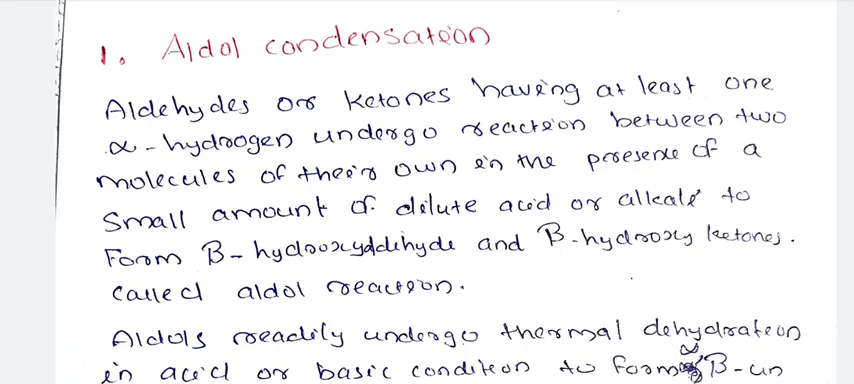 1. Aldol condensation
Aldehydes or ketones having at least one
α-hydrogen undergo reaction between two
molecules of their own in the presence of a
Small amount of dilute acid or alkali to
Form β-hydroxyaldehyde and β-hydroxy ketones.
Called aldol reaction.
Aldols readily undergo thermal dehydration
in acid or basic condition to form α β-un